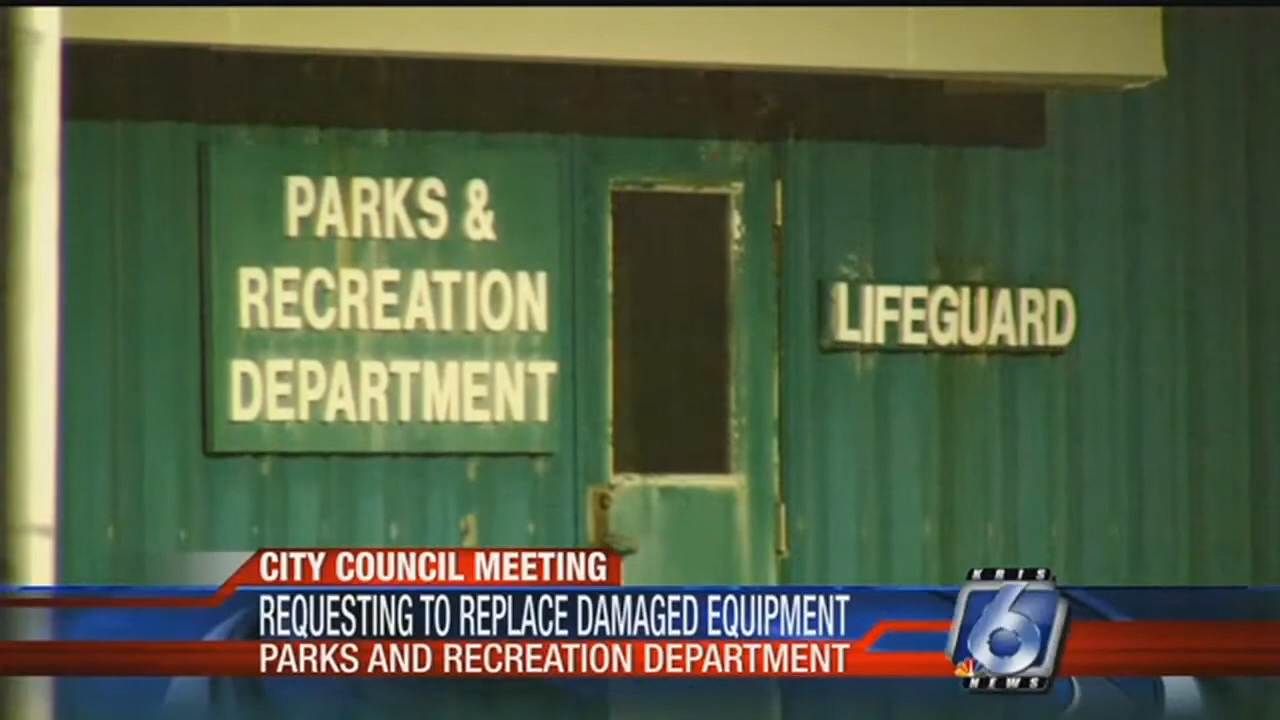 PARKS &
RECREATION
DEPARTMENT
LIFEGUARD
CITY COUNCIL MEETING
REQUESTING TO REPLACE DAMAGED EQUIPMENT
PARKS AND RECREATION DEPARTMENT
KRIS
6
NEWS